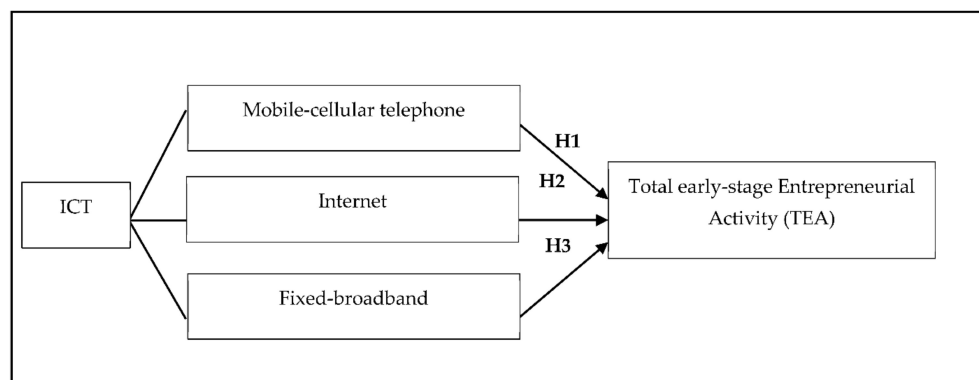 Mobile-cellular telephone
H1
H2
ICT
Internet
Total early-stage Entrepreneurial
Activity (TEA)
H3
Fixed-broadband